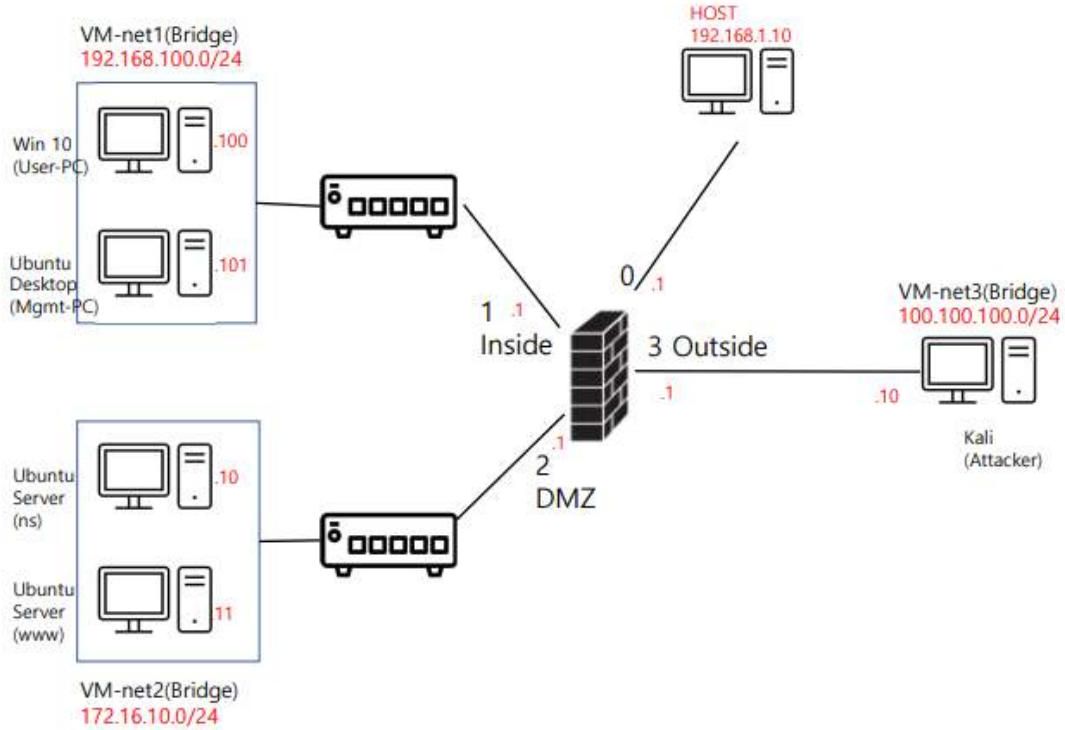 VM-net1(Bridge)
192.168.100.0/24
Win 10
(User-PC)
.100
Ubuntu
Desktop
(Mgmt-PC)
.101
HOST
192.168.1.10
0
.1
1
.1
Inside
3 Outside
.1
.10
VM-net3(Bridge)
100.100.100.0/24
Kali
(Attacker)
.1
2
DMZ
Ubuntu
Server
(ns)
.10
Ubuntu
Server
(www)
.11
VM-net2(Bridge)
172.16.10.0/24